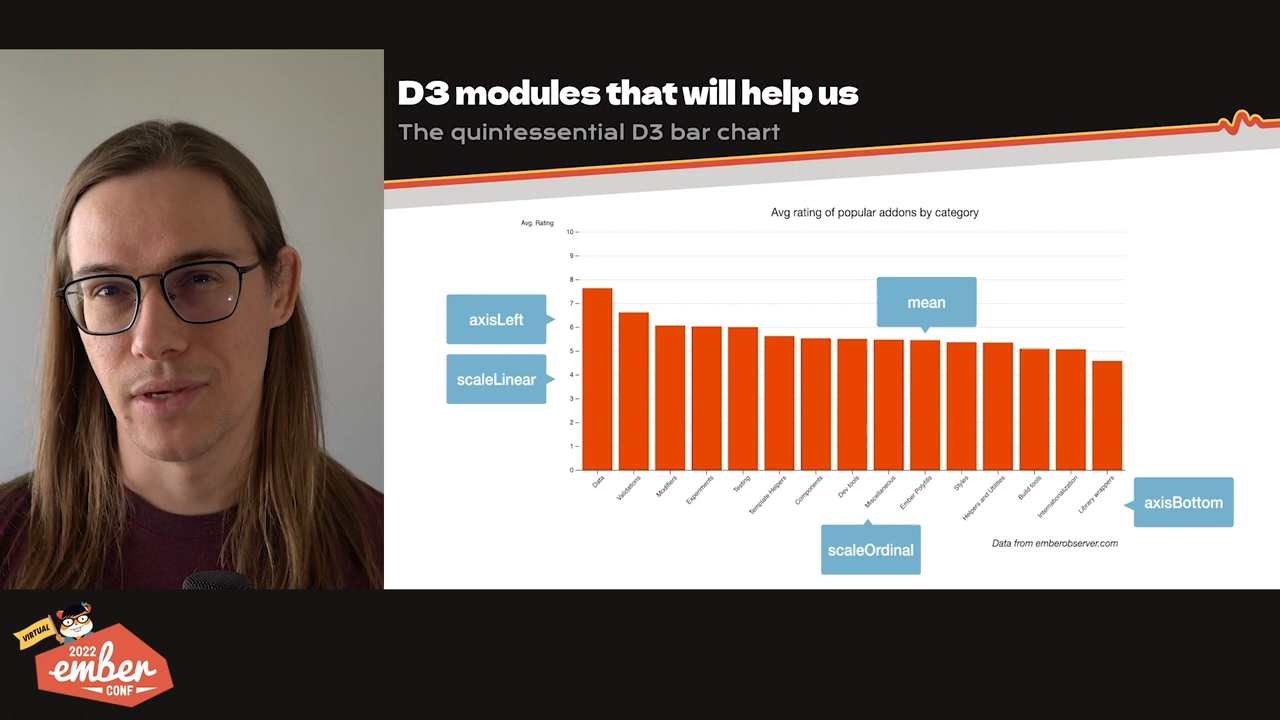 D3 modules that will help us
The quintessential D3 bar chart
Avg rating of popular addons by category
Avg. Rating
10
9
8
7
6
5
4
3
2
1
0
axisLeft
scaleLinear
mean
Data
Validations
Modifiers
Experiments
Testing
Template Helpers
Components
Dev tools
Miscellaneous
Ember Polyfills
Styles
Helpers and Utilities
Build tools
Internationalization
Library wrappers
axisBottom
scaleOrdinal
Data from emberobserver.com
VIRTUAL
2022
ember
CONF